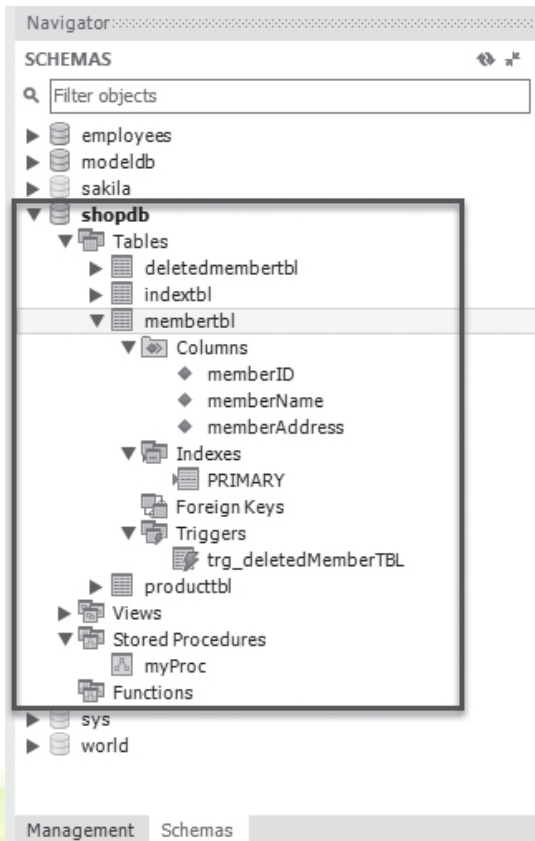 Navigator
SCHEMAS
Filter objects
employees
modeldb
sakila
shopdb
Tables
deletedmembertbl
indextbl
membertbl
Columns
memberID
memberName
memberAddress
Indexes
PRIMARY
Foreign Keys
Triggers
trg_deletedMemberTBL
producttbl
Views
Stored Procedures
myProc
Functions
sys
world
Management Schemas